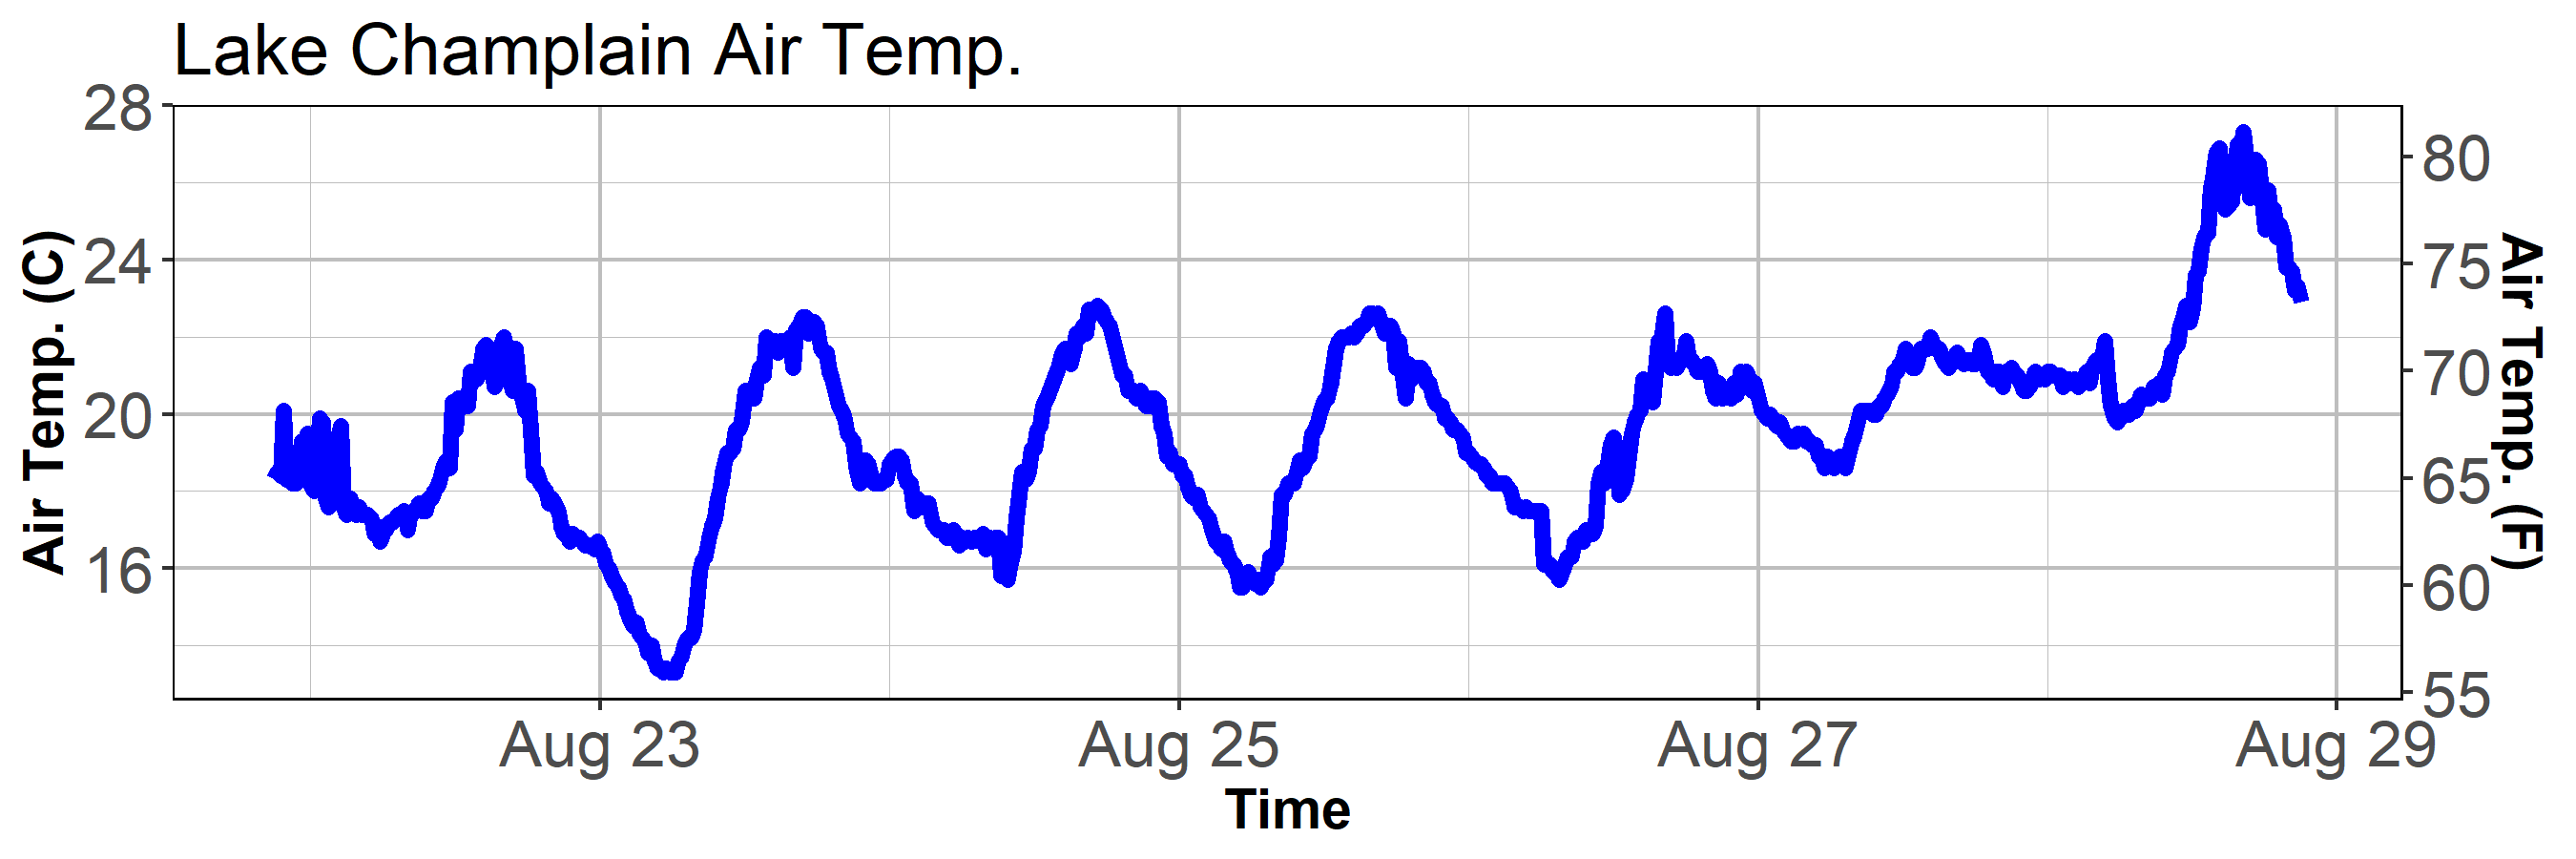 Lake Champlain Air Temp.
28
24
20
16
Air Temp. (C)
80
75
70
65
60
55
Air Temp. (F)
Aug 23
Aug 25
Aug 27
Aug 29
Time